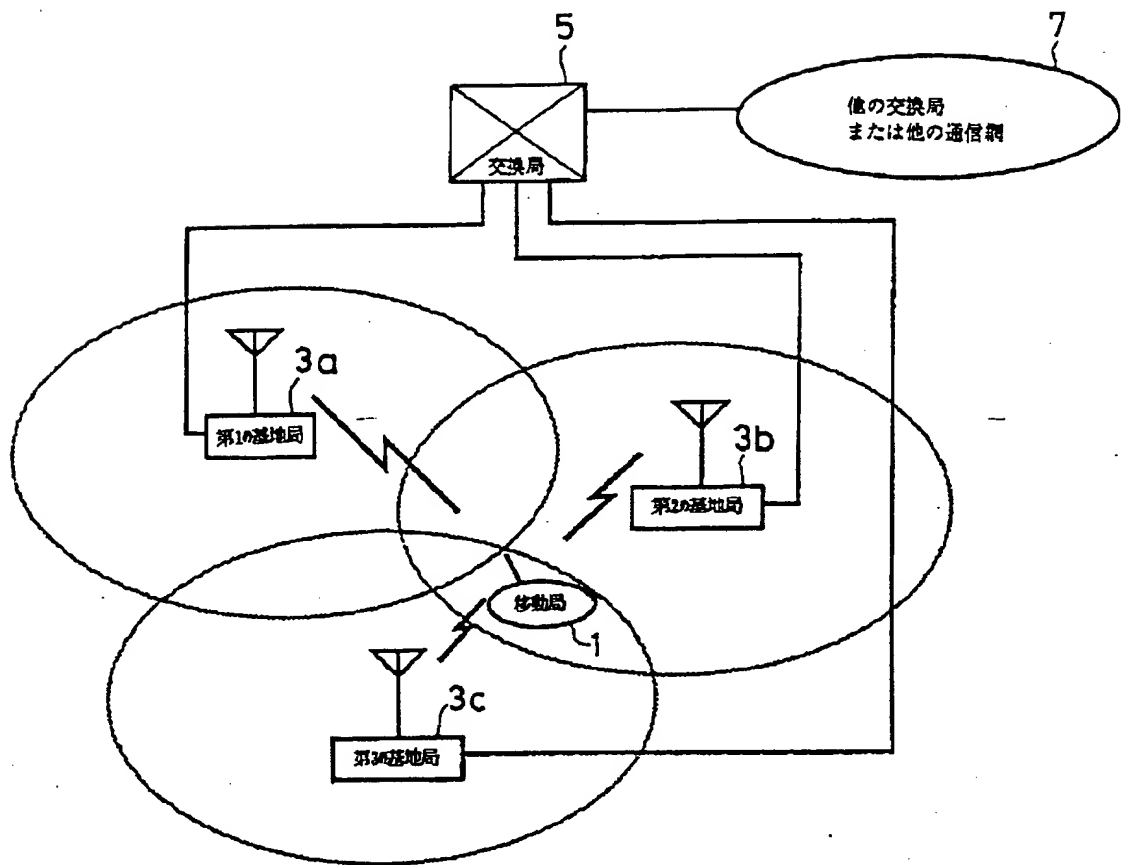 5
7
他の交換局
または他の通信網
交換局
3a
第1の基地局
3b
第2の基地局
移動局
1
3c
第3の基地局